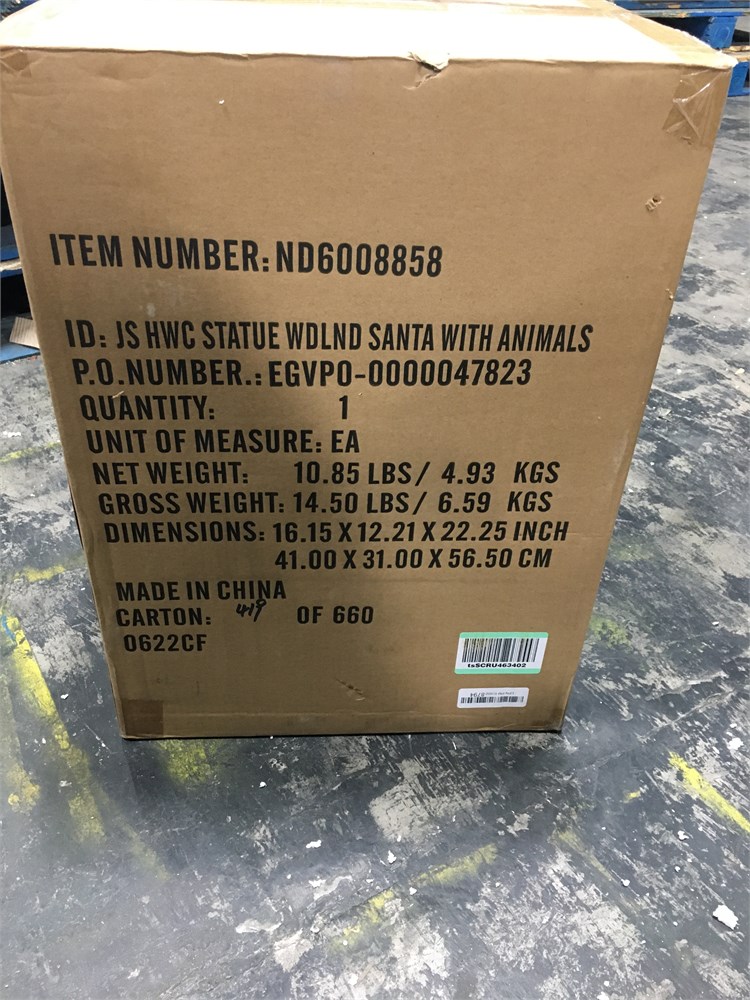 ITEM NUMBER: ND6008858
ID: JS HWC STATUE WDLND SANTA WITH ANIMALS
P.O.NUMBER.: EGVPO-0000047823
QUANTITY: 1
UNIT OF MEASURE: EA
NET WEIGHT: 10.85 LBS/ 4.93 KGS
GROSS WEIGHT: 14.50 LBS/ 6.59 KGS
DIMENSIONS: 16.15 X 12.21 X 22.25 INCH
41.00 X 31.00 X 56.50 CM
MADE IN CHINA
CARTON: 419 OF 660
0622CF
tsSCRU463402
8794